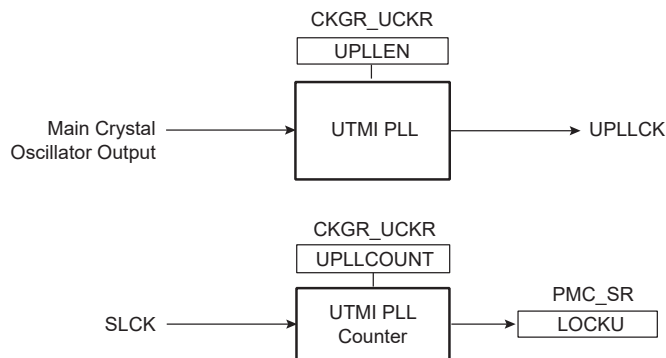 CKGR_UCKR
UPLLEN
Main Crystal
Oscillator Output
UTMI PLL
UPLLCK
CKGR_UCKR
UPLLCOUNT
SLCK
UTMI PLL
Counter
PMC_SR
LOCKU